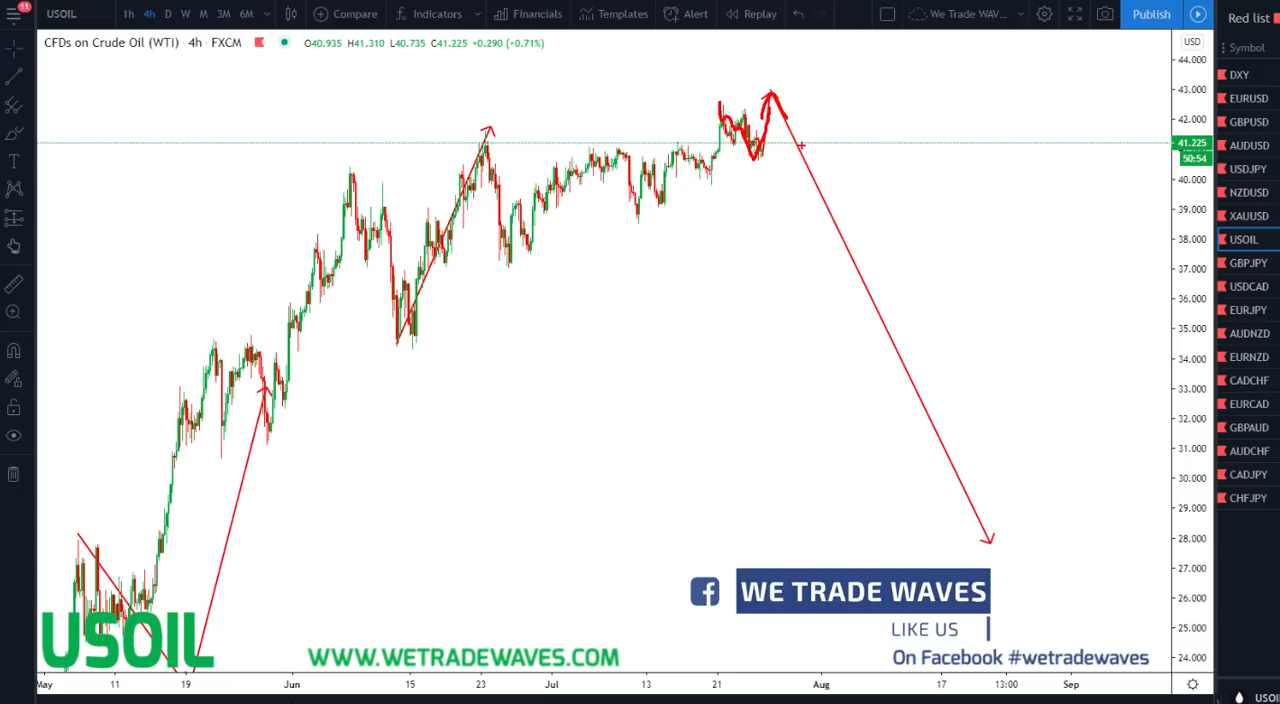 11
USOIL 1h 4h D W M 3M 6M Compare Indicators Financials Templates Alert Replay We Trade WAV... Publish Red list
CFDs on Crude Oil (WTI) · 4h · FXCM O40.935 H41.310 L40.735 C41.225 +0.290 (+0.71%)
USD
Symbol
44.000
DXY
43.000
EURUSD
42.000
GBPUSD
41.225
AUDUSD
50:54
USDJPY
40.000
NZDUSD
39.000
XAUUSD
38.000
USOIL
37.000
GBPJPY
36.000
USDCAD
35.000
EURJPY
34.000
AUDNZD
EURNZD
33.000
CADCHF
32.000
EURCAD
31.000
GBPAUD
30.000
AUDCHF
29.000
CADJPY
28.000
CHFJPY
27.000
26.000
25.000
24.000
WE TRADE WAVES
LIKE US
On Facebook #wetradewaves
USOIL
WWW.WETRADEWAVES.COM
May 11 19 Jun 15 23 Jul 13 21 Aug 17 13:00 Sep
USOI